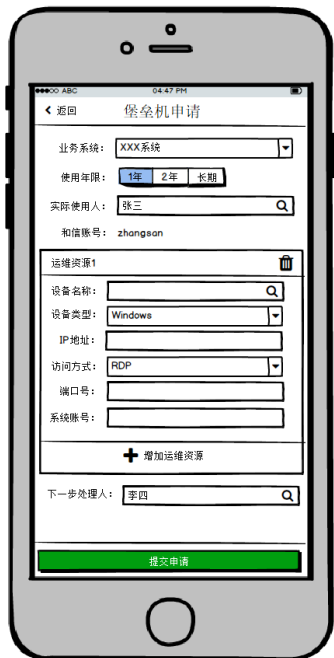 ABC 04:47 PM
返回 堡垒机申请
业务系统： XXX系统
使用年限： 1年 2年 长期
实际使用人： 张三
和信账号： zhangsan
运维资源1
设备名称：
设备类型： Windows
IP地址：
访问方式： RDP
端口号：
系统账号：
增加运维资源
下一步处理人： 李四
提交申请